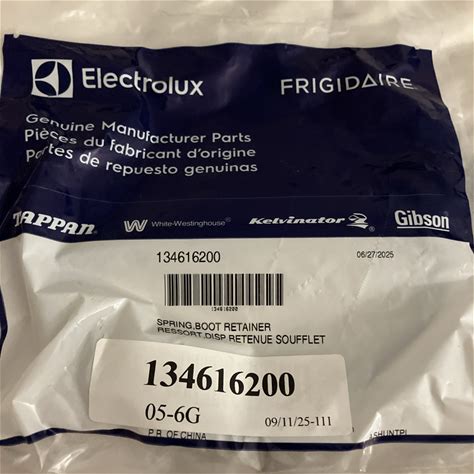 Electrolux
FRIGIDAIRE
Genuine Manufacturer Parts
Pièces du fabricant d'origine
Partes de repuesto genuinas
TAPPAN
White-Westinghouse
Kelvinator
Gibson
134616200
06/27/2025
134616200
SPRING,BOOT RETAINER
RESSORT,DISP RETENUE SOUFFLET
134616200
05-6G
09/11/25-111
P.R. OF CHINA